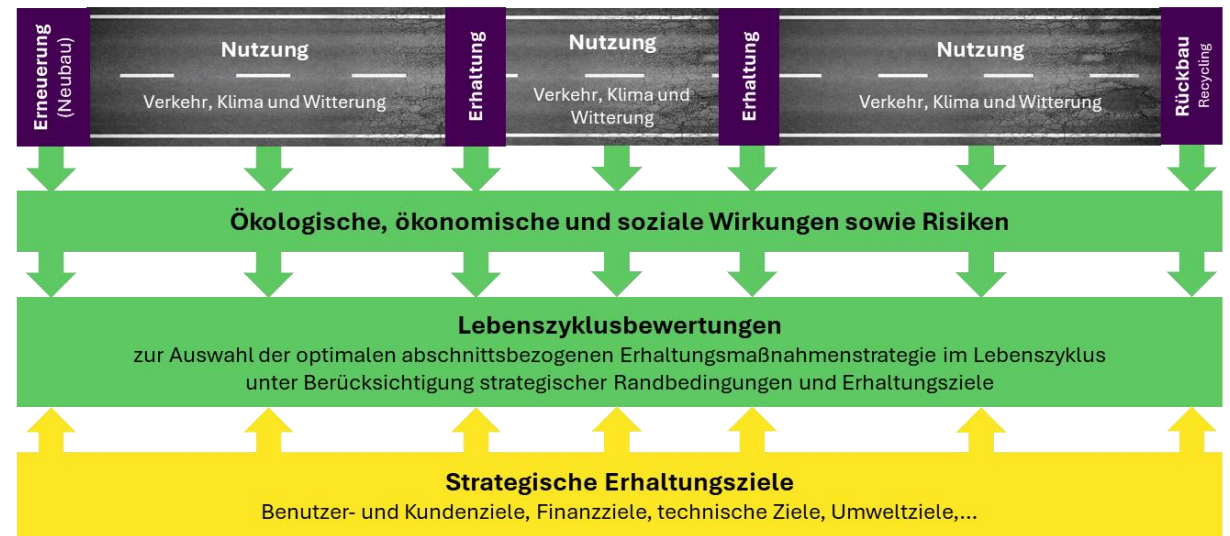 Erneuerung
(Neubau)
Nutzung
Verkehr, Klima und Witterung
Erhaltung
Nutzung
Verkehr, Klima und
Witterung
Erhaltung
Nutzung
Verkehr, Klima und Witterung
Rückbau
Recycling
Ökologische, ökonomische und soziale Wirkungen sowie Risiken
Lebenszyklusbewertungen
zur Auswahl der optimalen abschnittsbezogenen Erhaltungsmaßnahmenstrategie im Lebenszyklus
unter Berücksichtigung strategischer Randbedingungen und Erhaltungsziele
Strategische Erhaltungsziele
Benutzer- und Kundenziele, Finanzziele, technische Ziele, Umweltziele,...